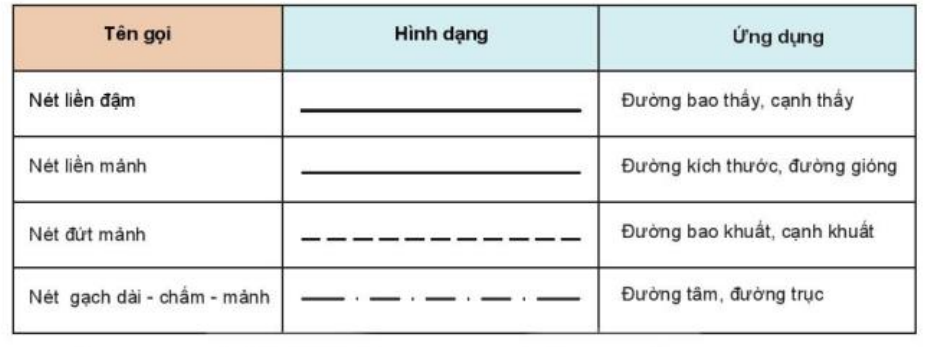 Tên gọi
Hình dạng
Ứng dụng
Nét liền đậm
Đường bao thấy, cạnh thấy
Nét liền mảnh
Đường kích thước, đường gióng
Nét đứt mảnh
Đường bao khuất, cạnh khuất
Nét gạch dài - chấm - mảnh
Đường tâm, đường trục